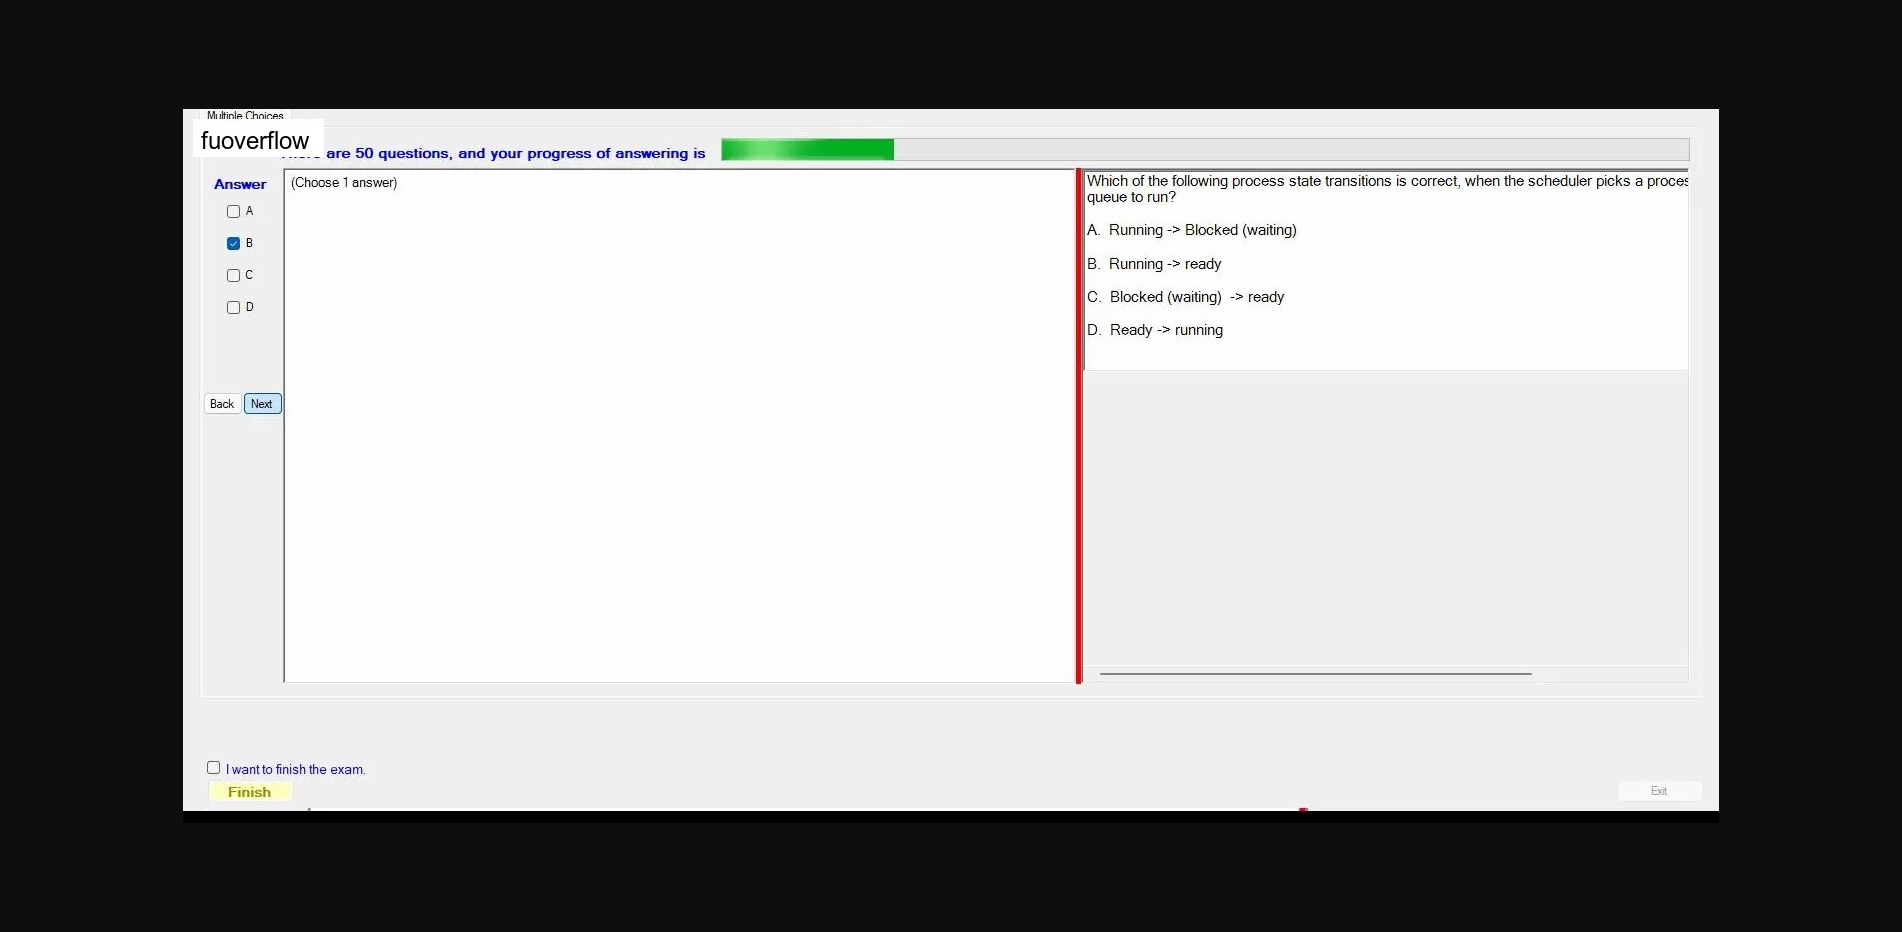 Multiple Choices
fuoverflow
are 50 questions, and your progress of answering is
Answer
(Choose 1 answer)
A
B
C
D
Back
Next
Which of the following process state transitions is correct, when the scheduler picks a proces
queue to run?
A. Running -> Blocked (waiting)
B. Running -> ready
C. Blocked (waiting) -> ready
D. Ready -> running
I want to finish the exam.
Finish
Exit